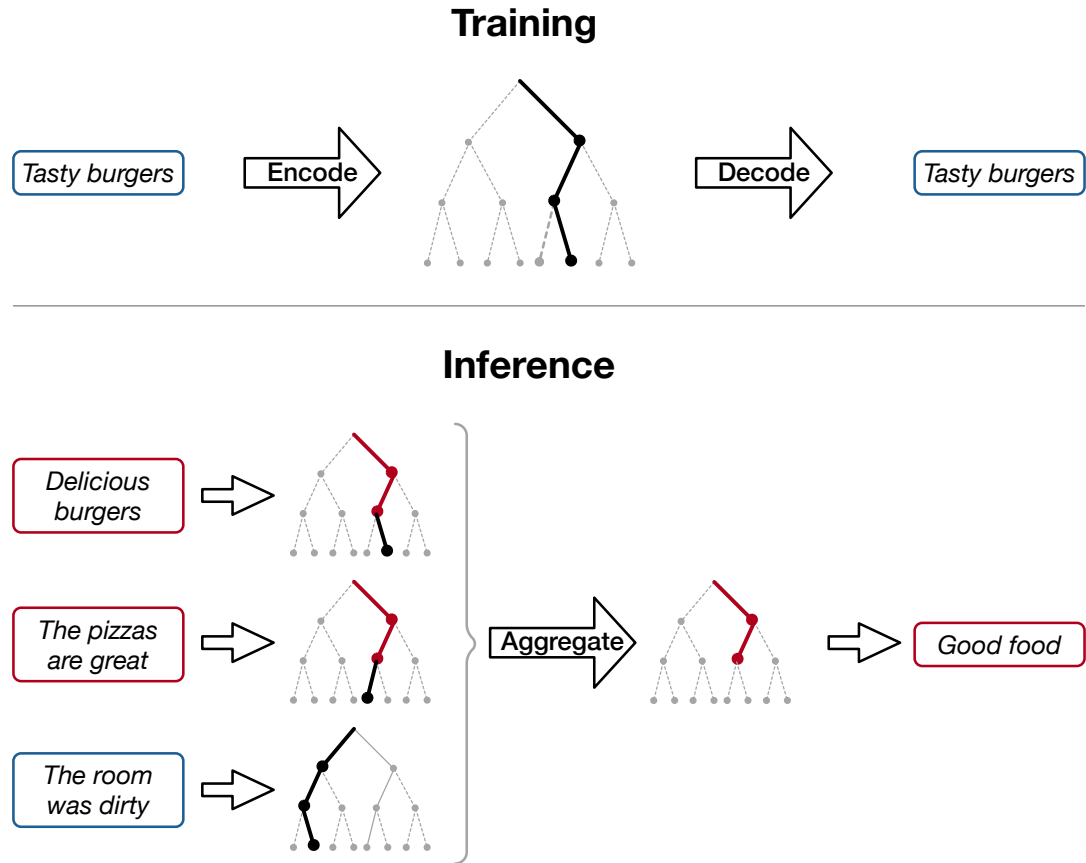 Training
Tasty burgers
Encode
Decode
Tasty burgers
Inference
Delicious
burgers
The pizzas
are great
Aggregate
Good food
The room
was dirty